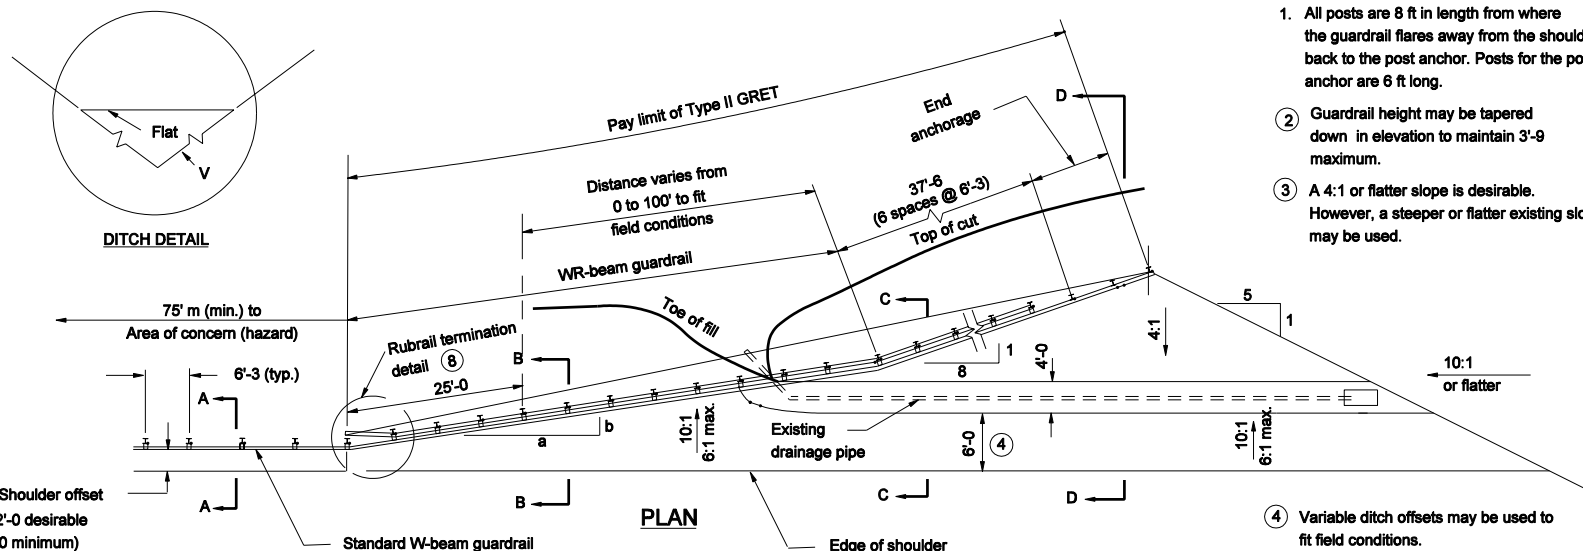 1. All posts are 8 ft in length from where
the guardrail flares away from the should
back to the post anchor. Posts for the po
anchor are 6 ft long.
2 Guardrail height may be tapered
down in elevation to maintain 3'-9
maximum.
3 A 4:1 or flatter slope is desirable.
However, a steeper or flatter existing slo
may be used.
Flat
V
DITCH DETAIL
Pay limit of Type II GRET
End
anchorage
D
Distance varies from
0 to 100' to fit
field conditions
37'-6
(6 spaces @ 6'-3)
Top of cut
WR-beam guardrail
75' m (min.) to
Area of concern (hazard)
Toe of fill
C
5
1
4:1
Rubrail termination
detail 8
B
6'-3 (typ.)
25'-0
A
1
8
4'-0
10:1
or flatter
b
a
10:1
6:1 max.
Existing
drainage pipe
6'-0
4
10:1
6:1 max.
Shoulder offset
2'-0 desirable
0 minimum)
A
B
C
D
PLAN
Standard W-beam guardrail
Edge of shoulder
4 Variable ditch offsets may be used to
fit field conditions.